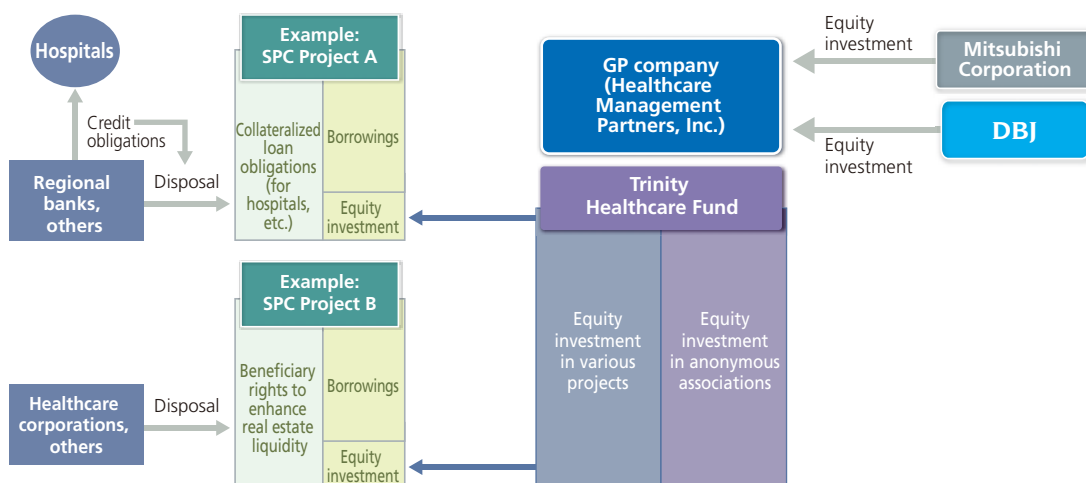 Hospitals
Credit
obligations
Regional
banks,
others
Disposal
Example:
SPC Project A
Collateralized
loan
obligations
(for
hospitals,
etc.)
Borrowings
Equity
investment
GP company
(Healthcare
Management
Partners, Inc.)
Equity
investment
Mitsubishi
Corporation
DBJ
Equity
investment
Trinity
Healthcare Fund
Equity
investment
in various
projects
Equity
investment
in anonymous
associations
Healthcare
corporations,
others
Disposal
Example:
SPC Project B
Beneficiary
rights to
enhance
real estate
liquidity
Borrowings
Equity
investment